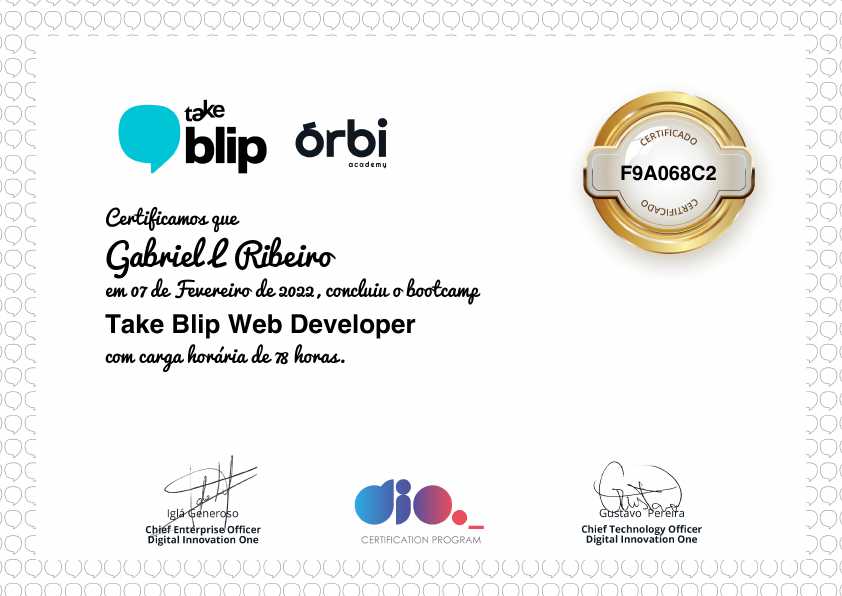 take
blip
órbi
academy
CERTIFICADO
F9A068C2
CERTIFICADO
Certificamos que
Gabriel L Ribeiro
em 07 de Fevereiro de 2022, concluiu o bootcamp
Take Blip Web Developer
com carga horária de 78 horas.
Iglá Generoso
Chief Enterprise Officer
Digital Innovation One
dio._
CERTIFICATION PROGRAM
Gustavo Pereira
Chief Technology Officer
Digital Innovation One